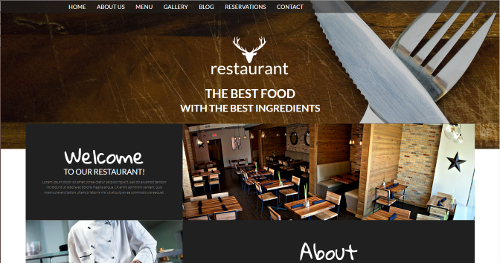 HOME ABOUT US MENU GALLERY BLOG RESERVATIONS CONTACT
restaurant
THE BEST FOOD
WITH THE BEST INGREDIENTS
Welcome
TO OUR RESTAURANT!
About